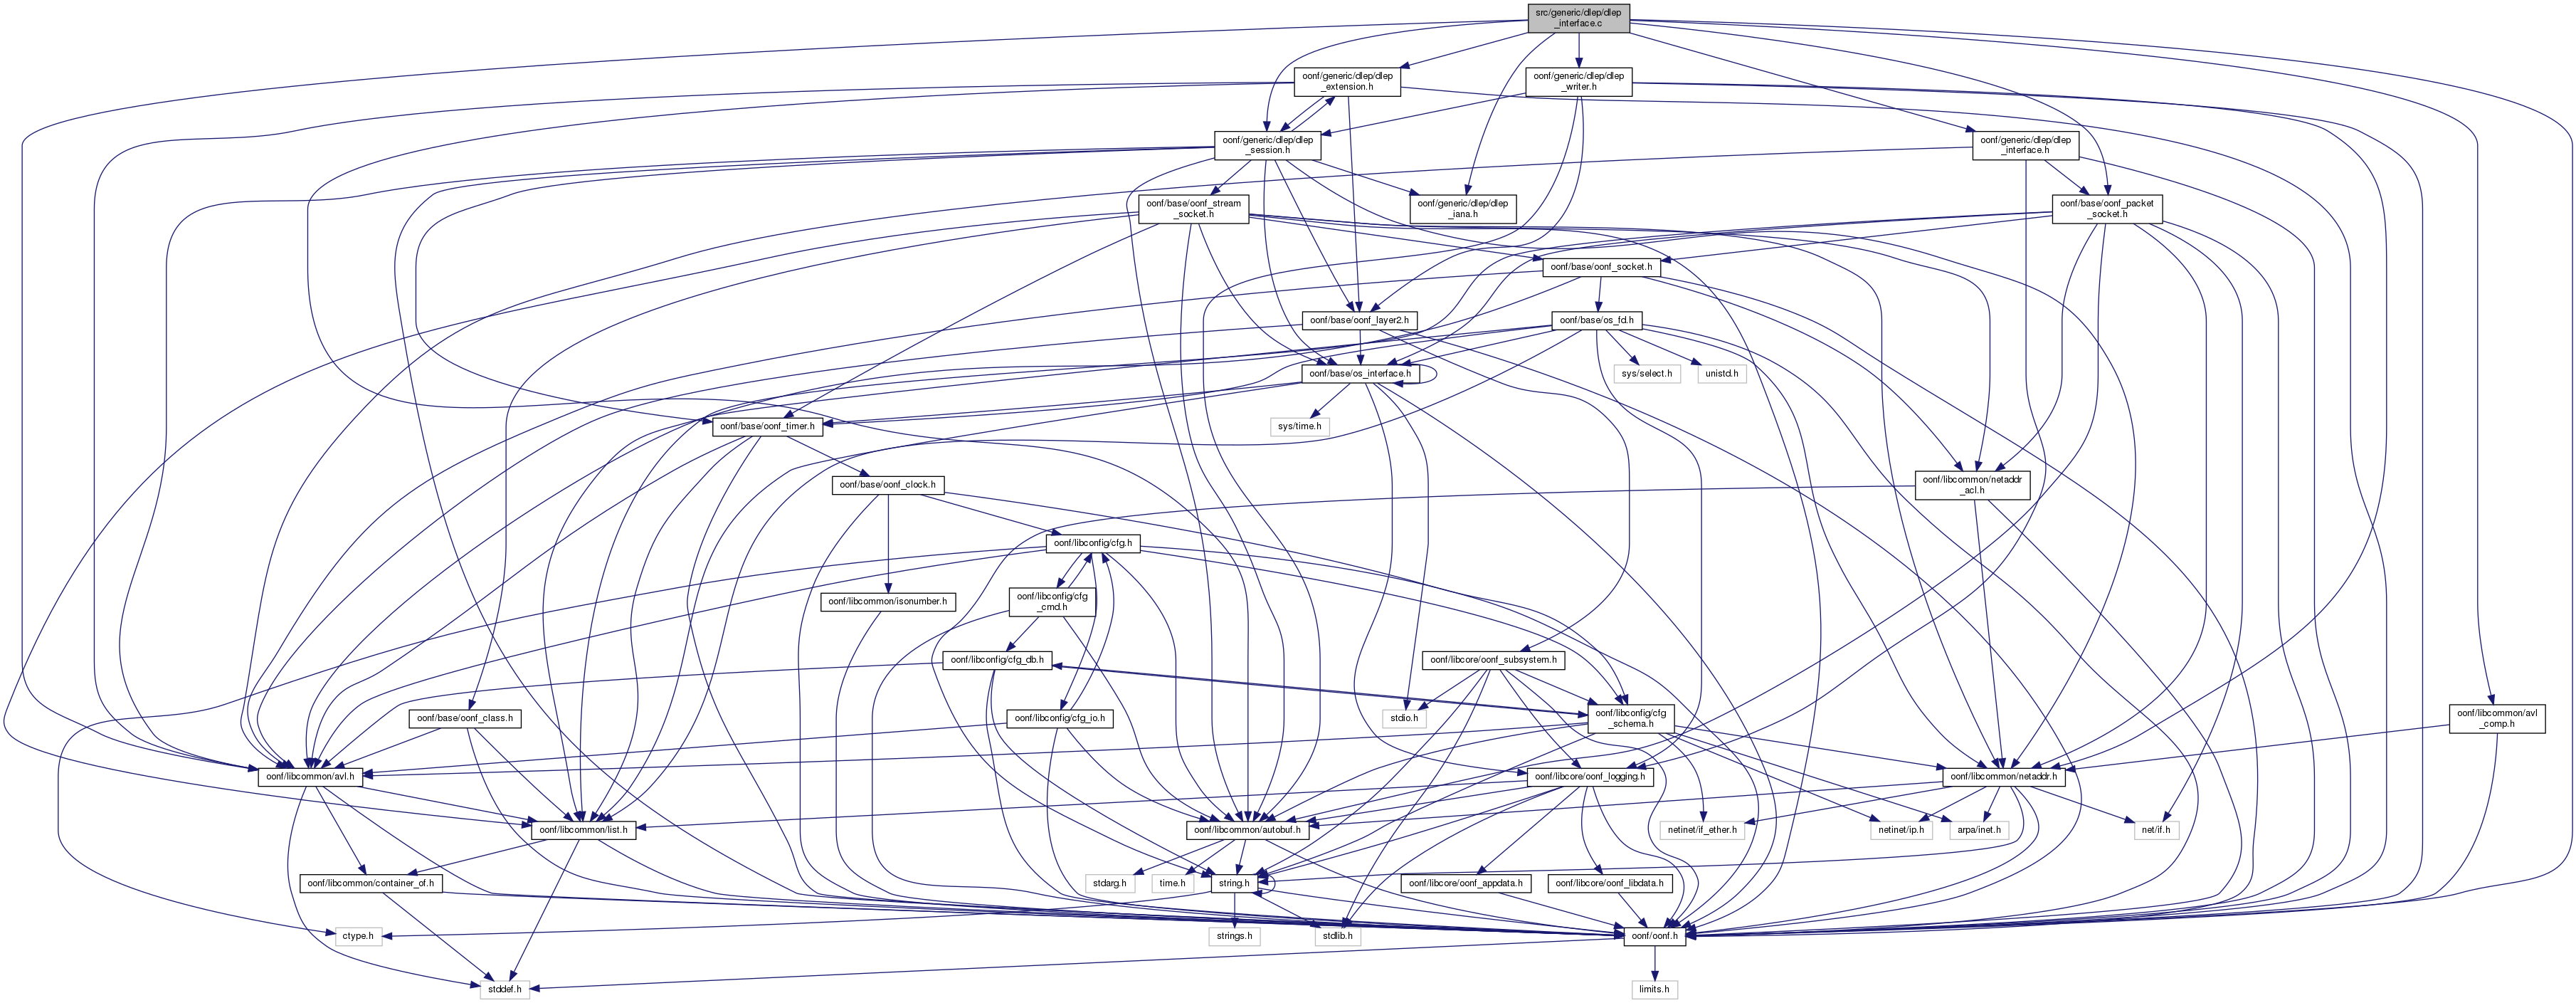 src/generic/dlep/dlep
_interface.c
oonf/generic/dlep/dlep
_extension.h
oonf/generic/dlep/dlep
_writer.h
oonf/generic/dlep/dlep
_session.h
oonf/generic/dlep/dlep
_interface.h
oonf/base/oonf_stream
_socket.h
oonf/generic/dlep/dlep
_iana.h
oonf/base/oonf_packet
_socket.h
oonf/base/oonf_socket.h
oonf/base/oonf_layer2.h
oonf/base/os_fd.h
oonf/base/os_interface.h
sys/select.h
unistd.h
oonf/base/oonf_timer.h
sys/time.h
oonf/base/oonf_clock.h
oonf/libcommon/netaddr
_acl.h
oonf/libconfig/cfg.h
oonf/libconfig/cfg
_cmd.h
oonf/libcommon/isonumber.h
oonf/libconfig/cfg_db.h
oonf/libcore/oonf_subsystem.h
oonf/base/oonf_class.h
oonf/libconfig/cfg_io.h
stdio.h
oonf/libconfig/cfg
_schema.h
oonf/libcommon/avl
_comp.h
oonf/libcommon/avl.h
oonf/libcore/oonf_logging.h
oonf/libcommon/netaddr.h
oonf/libcommon/list.h
oonf/libcommon/autobuf.h
netinet/if_ether.h
netinet/ip.h
arpa/inet.h
net/if.h
oonf/libcommon/container_of.h
stdarg.h
time.h
string.h
oonf/libcore/oonf_appdata.h
oonf/libcore/oonf_libdata.h
ctype.h
strings.h
stdlib.h
oonf/oonf.h
stddef.h
limits.h